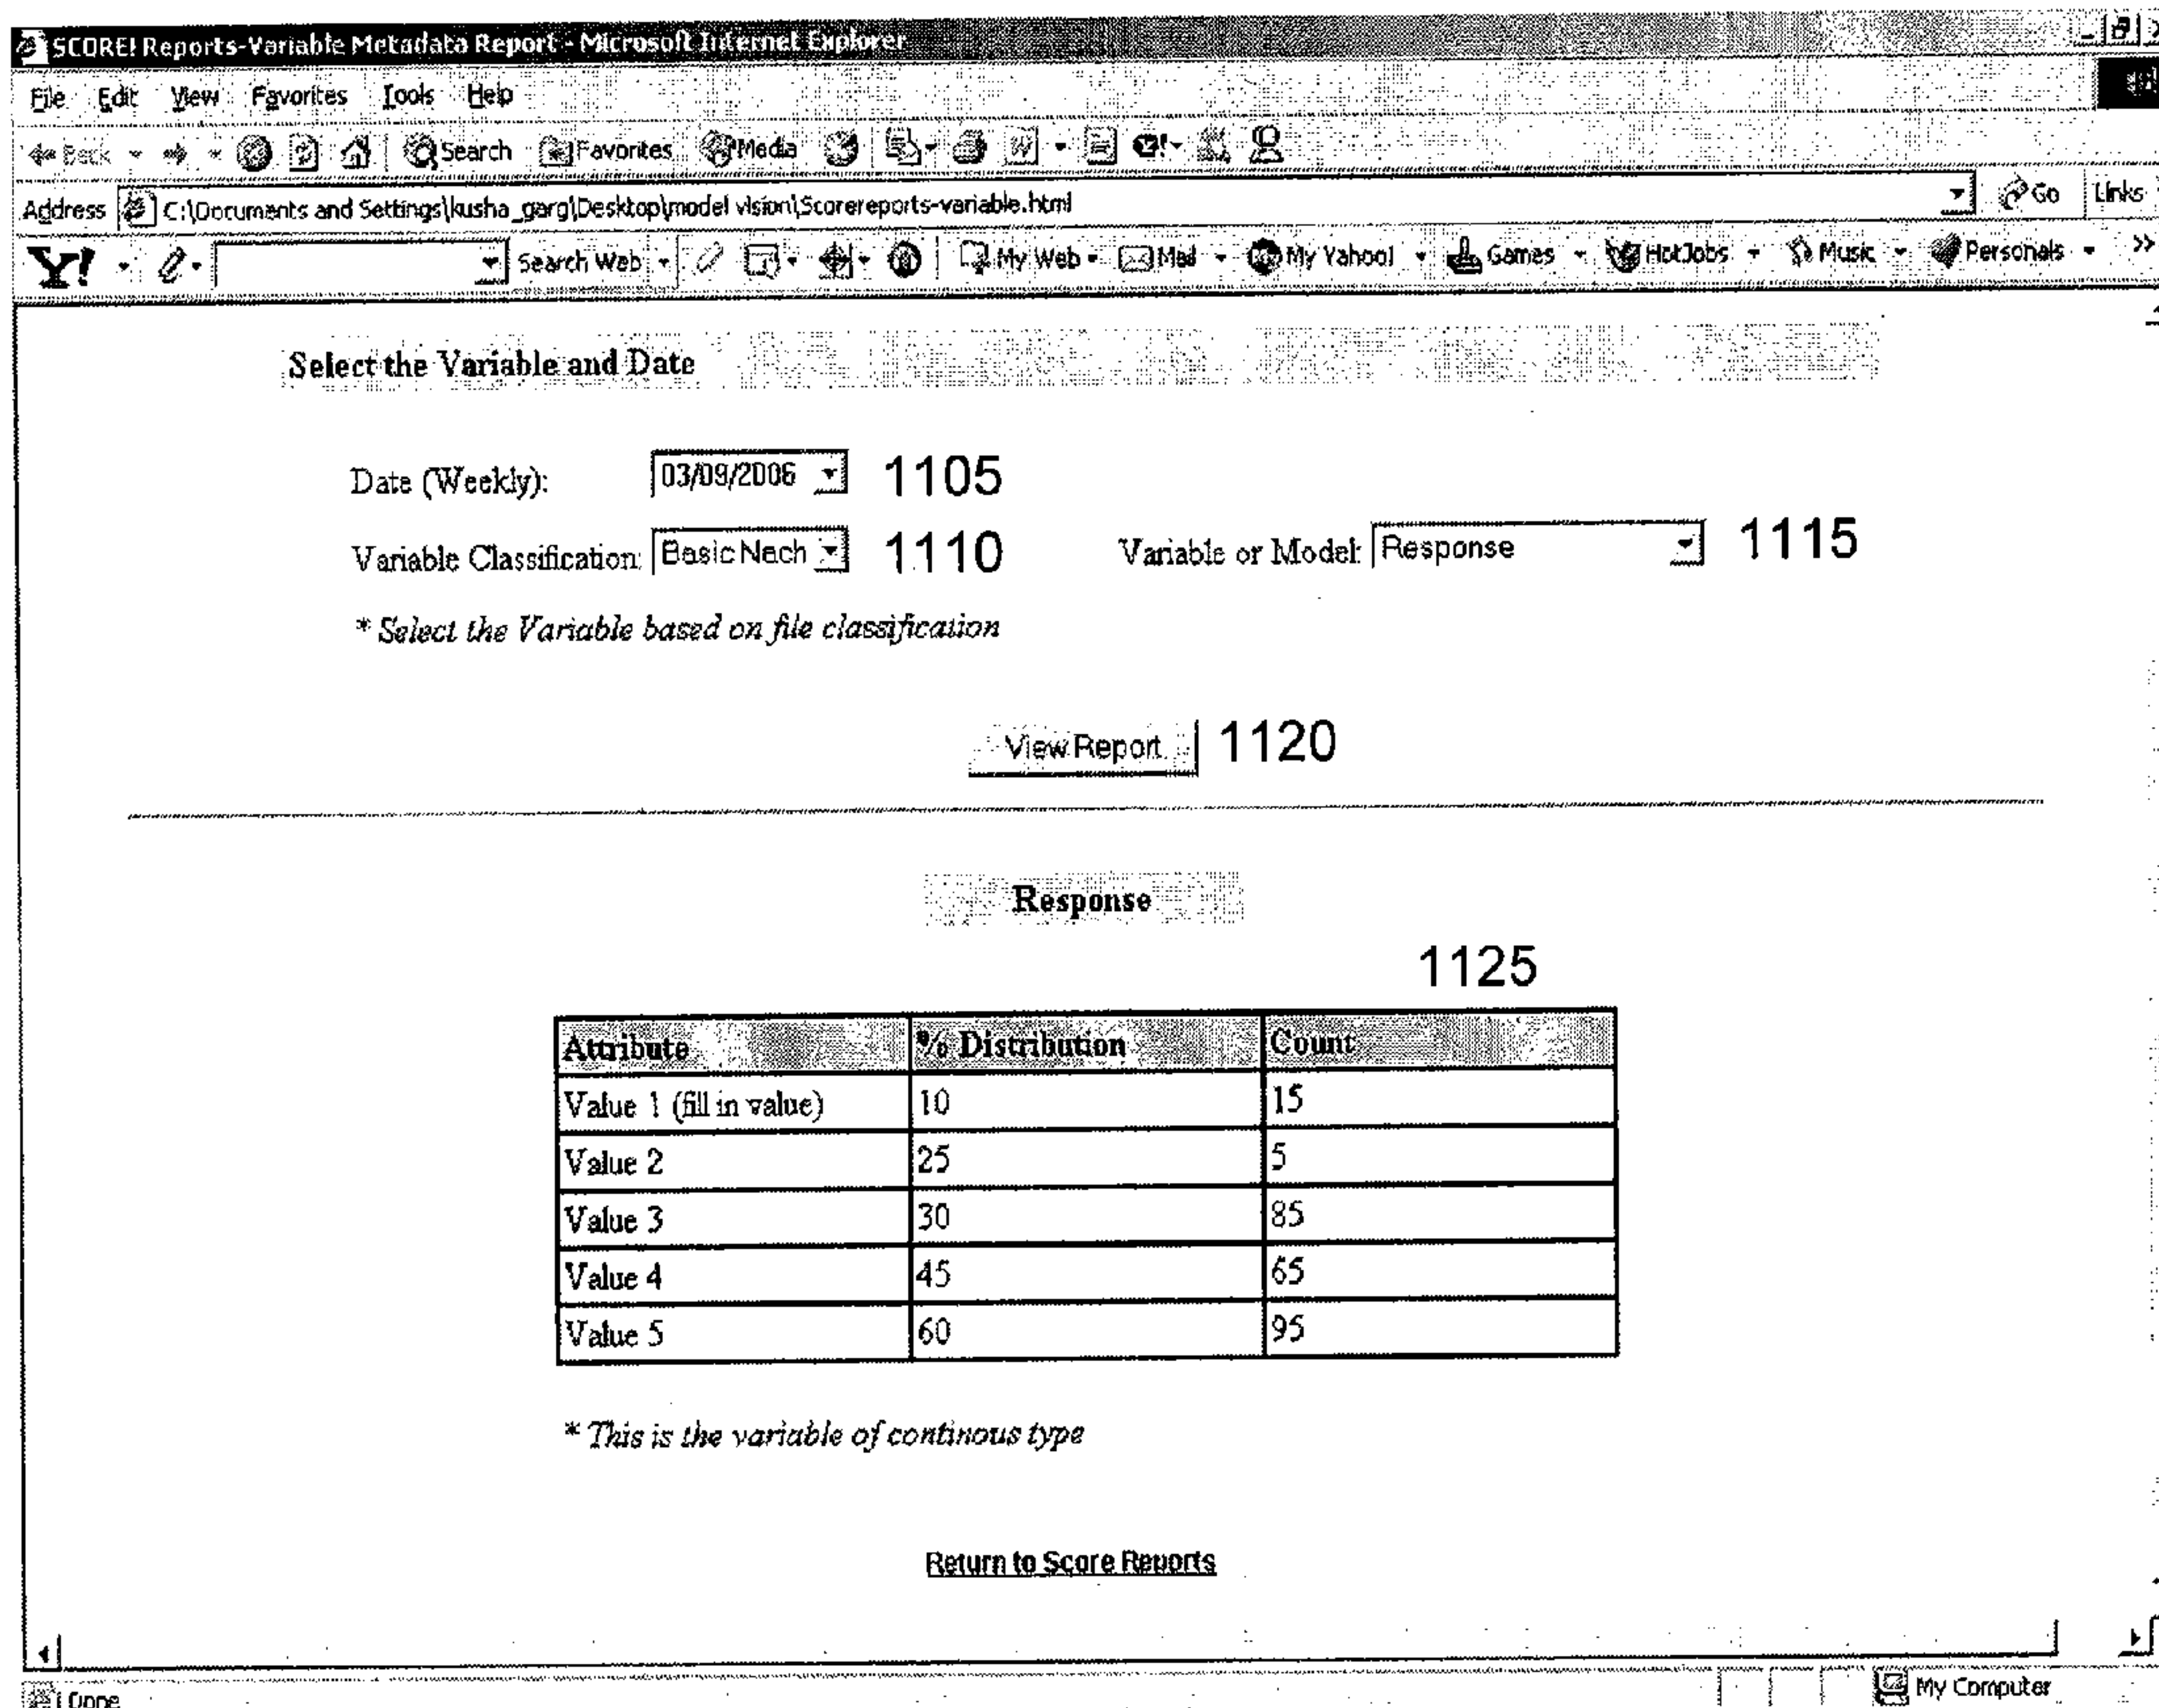 SCORE! Reports-Variable Metadata Report - Microsoft Internet Explorer
File Edit View Favorites Tools Help
Back Search Favorites Media
Address C:\Documents and Settings\kusha_garg\Desktop\model vision\Scorereports-variable.html Go Links
Y! Search Web My Web Mail My Yahoo! Games HotJobs Music Personals >>
Select the Variable and Date
Date (Weekly): 03/09/2006 1105
Variable Classification: Basic Nach 1110 Variable or Model: Response 1115
* Select the Variable based on file classification
View Report 1120
Response
1125
Attribute % Distribution Count
Value 1 (fill in value) 10 15
Value 2 25 5
Value 3 30 85
Value 4 45 65
Value 5 60 95
* This is the variable of continous type
Return to Score Reports
Done My Computer